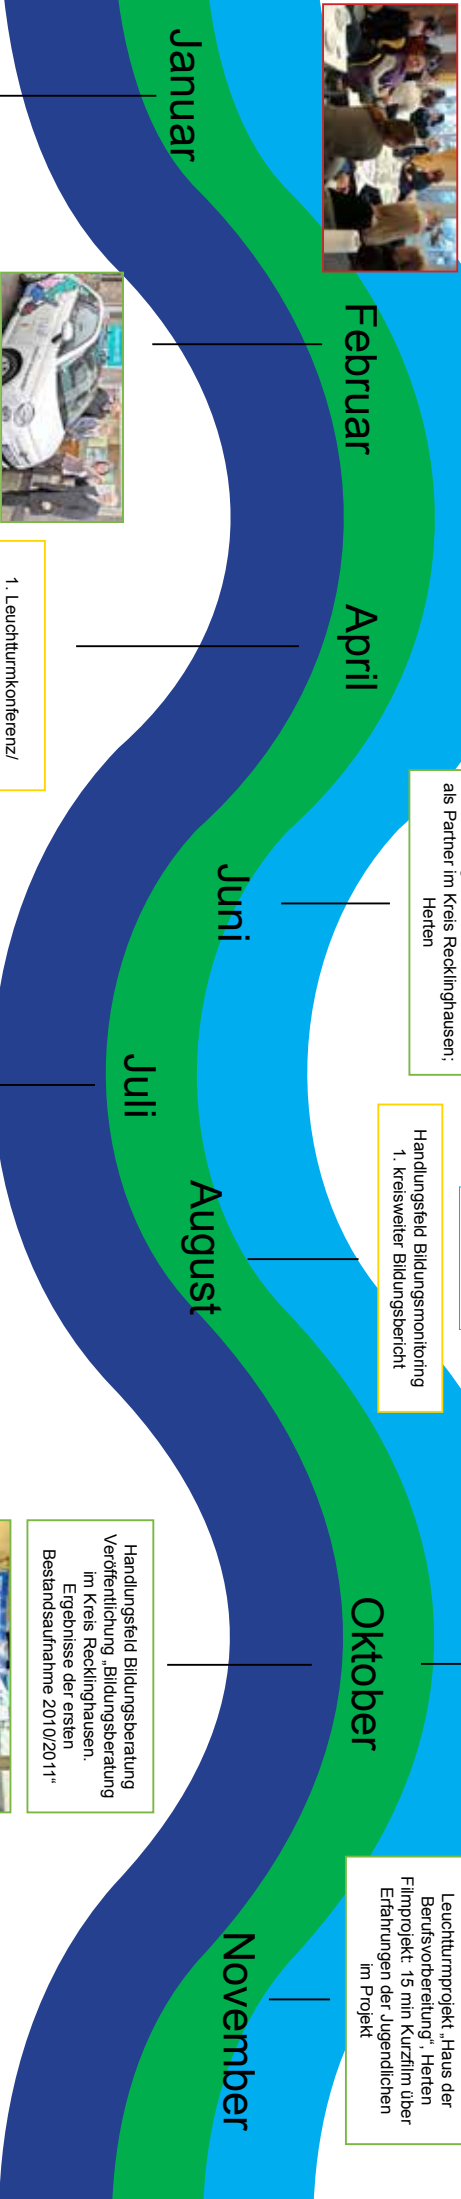 Januar
Februar
April
1. Leuchtturmkonferenz/
als Partner im Kreis Recklinghausen;
Herten
Juni
Juli
Handlungsfeld Bildungsmonitoring
1. kreisweiter Bildungsbericht
August
Handlungsfeld Bildungsberatung
Veröffentlichung „Bildungsberatung
im Kreis Recklinghausen.
Ergebnisse der ersten
Bestandsaufnahme 2010/2011“
Oktober
Leuchtturmprojekt „Haus der
Berufsvorbereitung“, Herten
Filmprojekt: 15 min Kurzfilm über
Erfahrungen der Jugendlichen
im Projekt
November